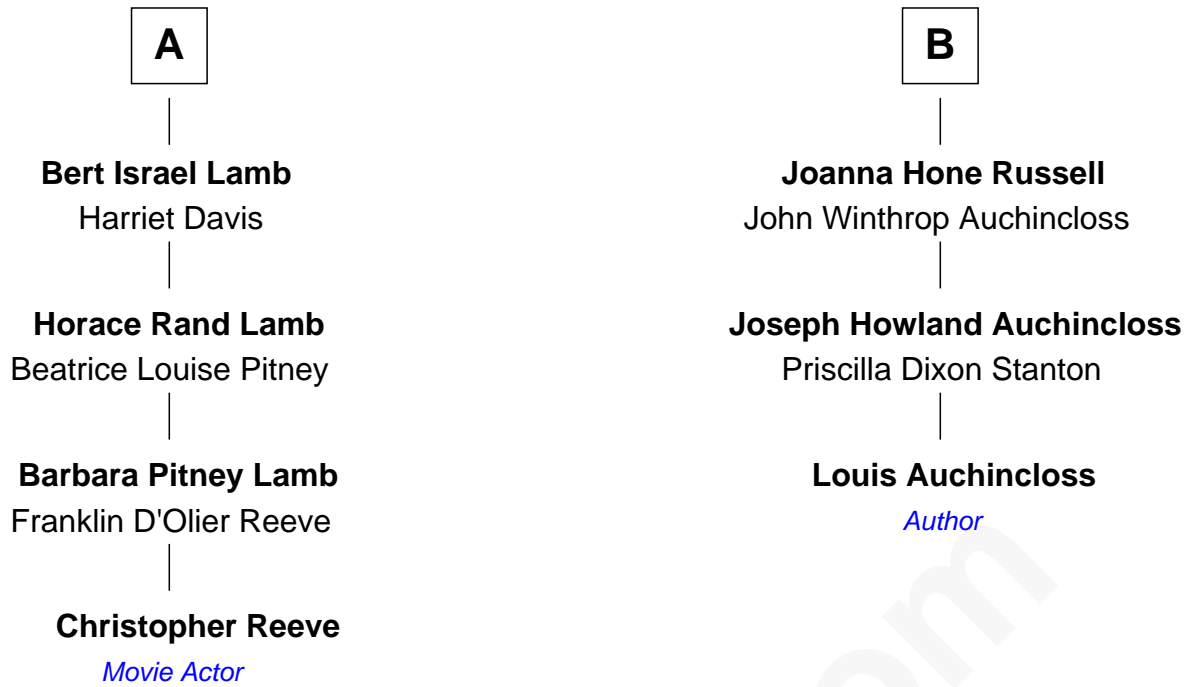 A
Bert Israel Lamb
Harriet Davis
Horace Rand Lamb
Beatrice Louise Pitney
Barbara Pitney Lamb
Franklin D'Olier Reeve
Christopher Reeve
Movie Actor
B
Joanna Hone Russell
John Winthrop Auchincloss
Joseph Howland Auchincloss
Priscilla Dixon Stanton
Louis Auchincloss
Author
om